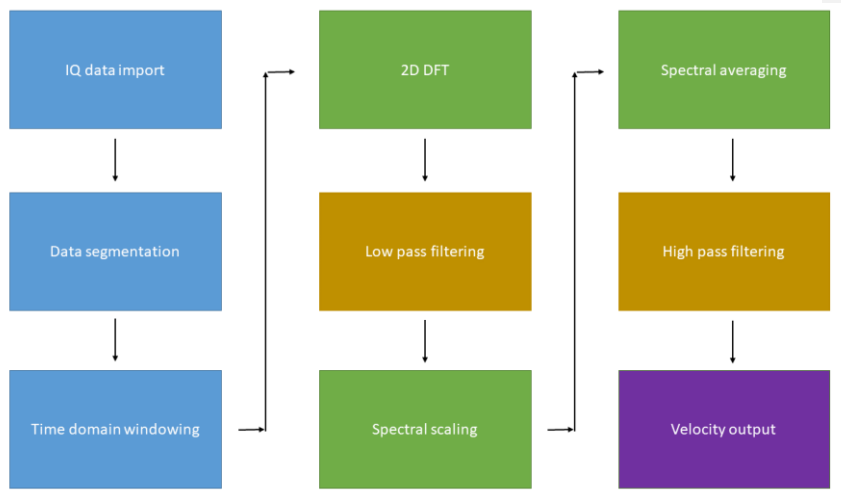 IQ data import
Data segmentation
Time domain windowing
2D DFT
Low pass filtering
Spectral scaling
Spectral averaging
High pass filtering
Velocity output